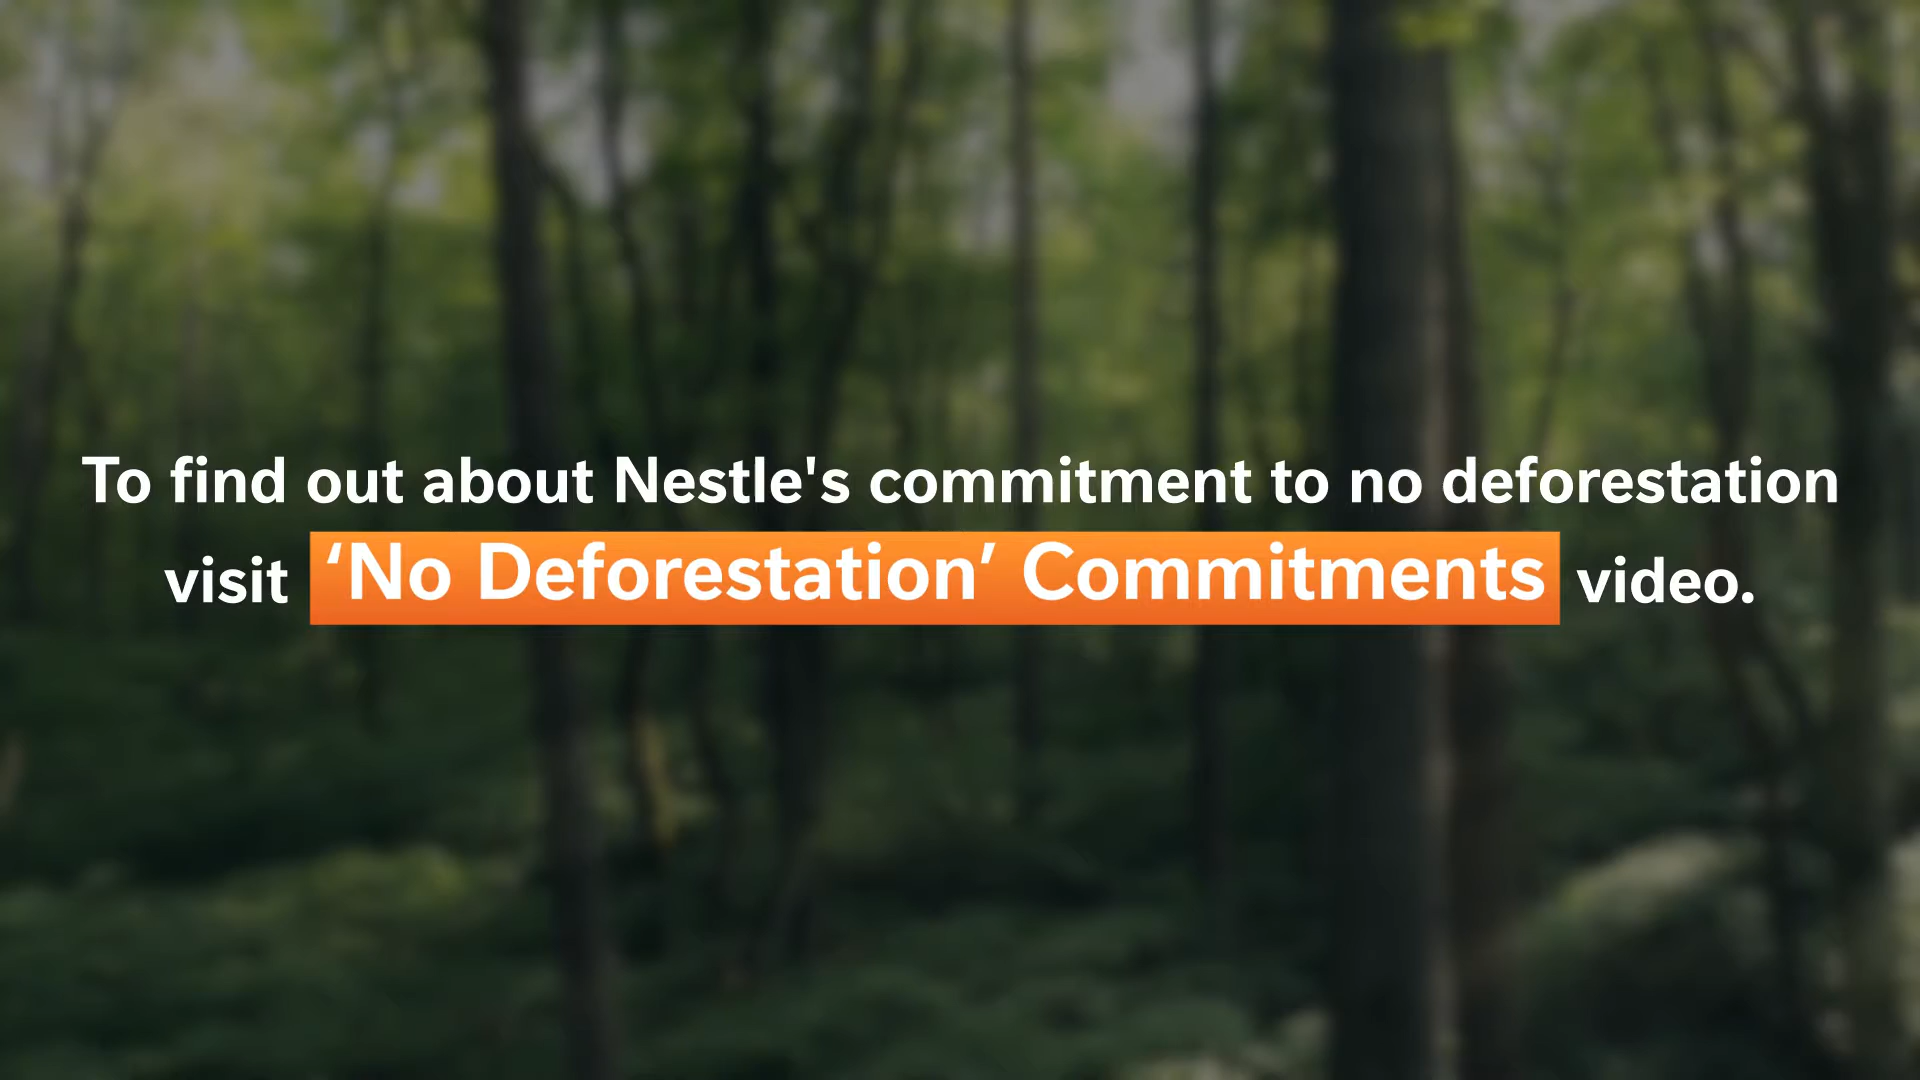 To find out about Nestle's commitment to no deforestation
visit ‘No Deforestation’ Commitments video.